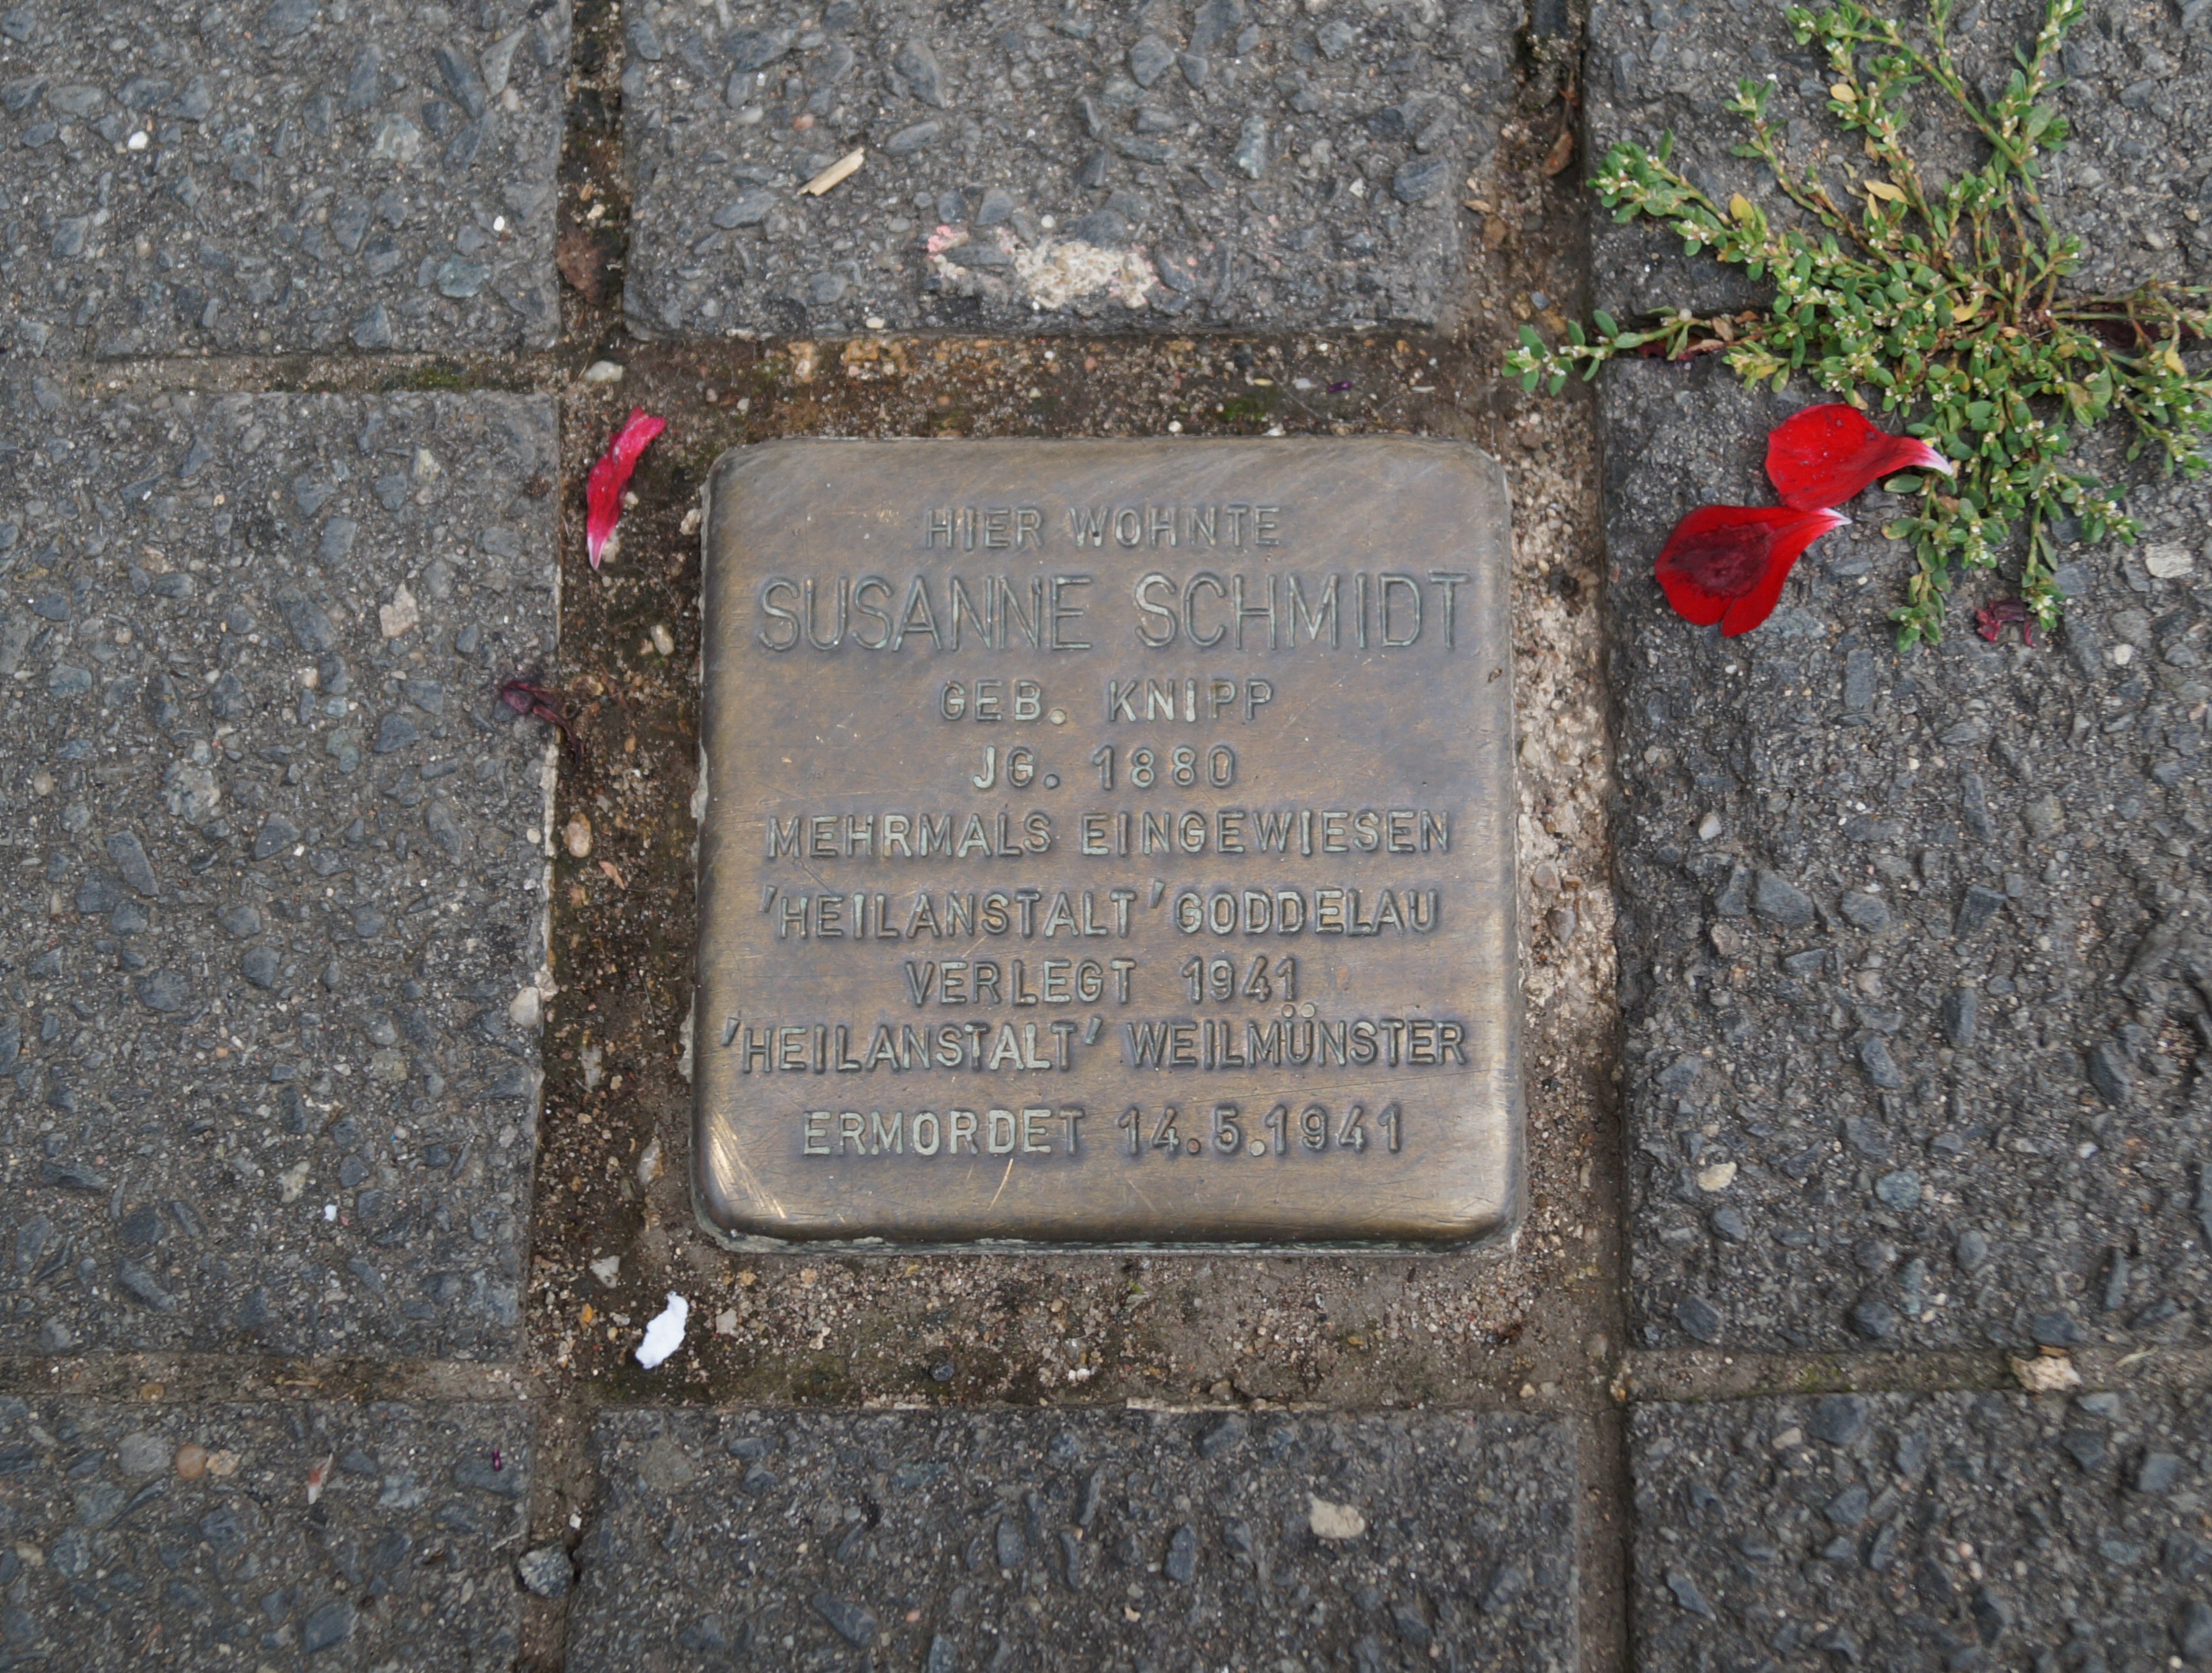 HIER WOHNTE
SUSANNE SCHMIDT
GEB. KNIPP
JG. 1880
MEHRMALS EINGEWIESEN
'HEILANSTALT' GODDELAU
VERLEGT 1941
'HEILANSTALT' WEILMÜNSTER
ERMORDET 14.5.1941